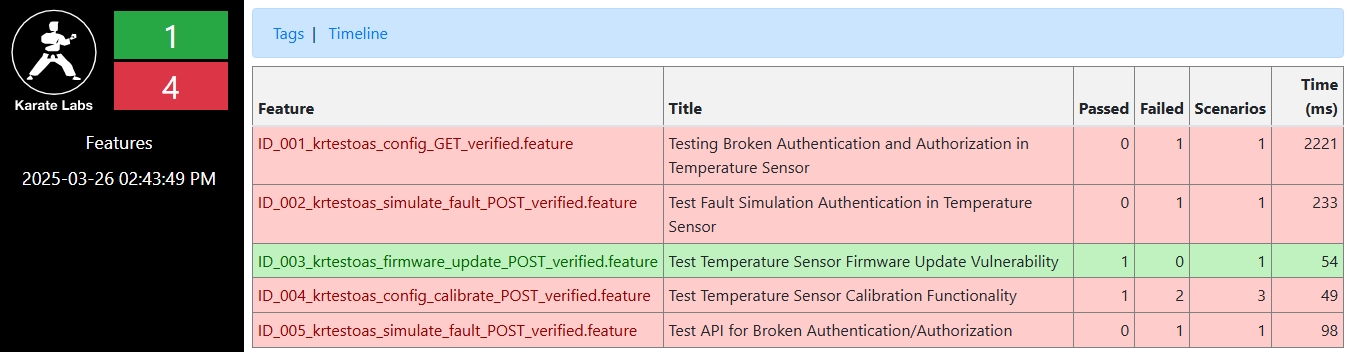 1
4
Karate Labs
Features
2025-03-26 02:43:49 PM
Tags | Timeline
Feature Title Passed Failed Scenarios Time
(ms)
ID_001_krtestoas_config_GET_verified.feature Testing Broken Authentication and Authorization in 0 1 1 2221
Temperature Sensor
ID_002_krtestoas_simulate_fault_POST_verified.feature Test Fault Simulation Authentication in Temperature 0 1 1 233
Sensor
ID_003_krtestoas_firmware_update_POST_verified.feature Test Temperature Sensor Firmware Update Vulnerability 1 0 1 54
ID_004_krtestoas_config_calibrate_POST_verified.feature Test Temperature Sensor Calibration Functionality 1 2 3 49
ID_005_krtestoas_simulate_fault_POST_verified.feature Test API for Broken Authentication/Authorization 0 1 1 98